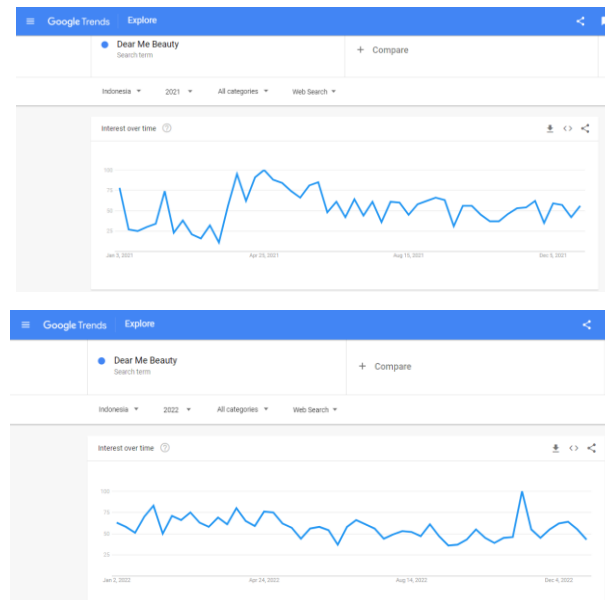 Google Trends Explore
Dear Me Beauty
Search term
+ Compare
Indonesia 2021 All categories Web Search
Interest over time
100
75
50
25
Jan 3, 2021 Apr 25, 2021 Aug 15, 2021 Dec 5, 2021
Google Trends Explore
Dear Me Beauty
Search term
+ Compare
Indonesia 2022 All categories Web Search
Interest over time
100
75
50
25
Jan 2, 2022 Apr 24, 2022 Aug 14, 2022 Dec 4, 2022